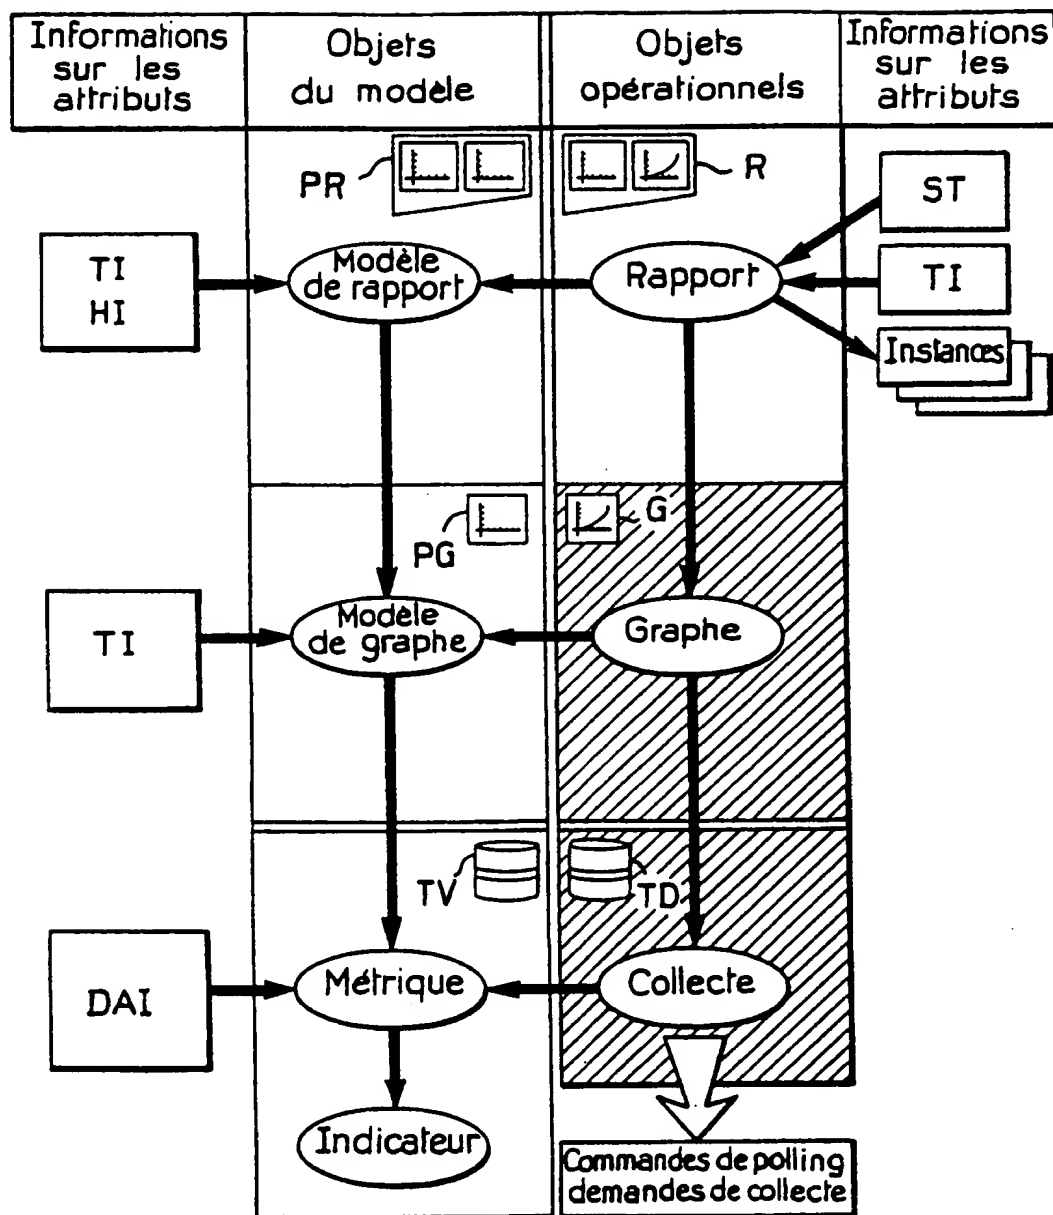 Informations
sur les
attributs
Objets
du modèle
Objets
opérationnels
Informations
sur les
attributs
PR
R
ST
TI
HI
Modèle
de rapport
Rapport
TI
Instances
PG
G
TI
Modèle
de graphe
Graphe
TV
TD
DAI
Métrique
Collecte
Indicateur
Commandes de polling
demandes de collecte